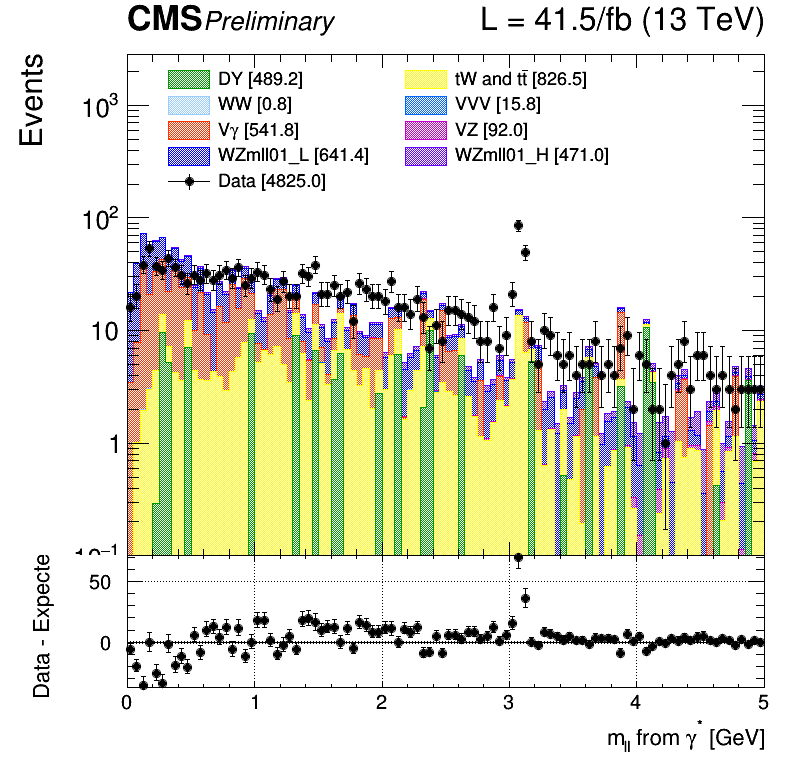 CMS Preliminary L = 41.5/fb (13 TeV)
Events
DY [489.2] tW and tt̄ [826.5]
WW [0.8] VVV [15.8]
Vγ [541.8] VZ [92.0]
WZmll01_L [641.4] WZmll01_H [471.0]
Data [4825.0]
10³
10²
10
1
10⁻¹
Data - Expecte
50
0
0 1 2 3 4 5
m_ll from γ* [GeV]